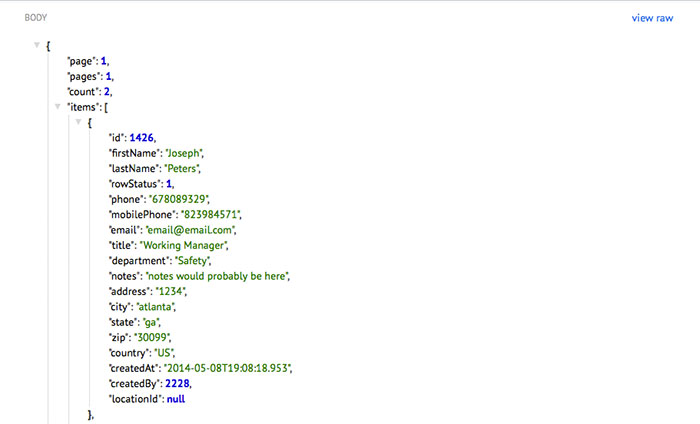 BODY
view raw
{
"page": 1,
"pages": 1,
"count": 2,
"items": [
{
"id": 1426,
"firstName": "Joseph",
"lastName": "Peters",
"rowStatus": 1,
"phone": "678089329",
"mobilePhone": "823984571",
"email": "email@email.com",
"title": "Working Manager",
"department": "Safety",
"notes": "notes would probably be here",
"address": "1234",
"city": "atlanta",
"state": "ga",
"zip": "30099",
"country": "US",
"createdAt": "2014-05-08T19:08:18.953",
"createdBy": 2228,
"locationId": null
},